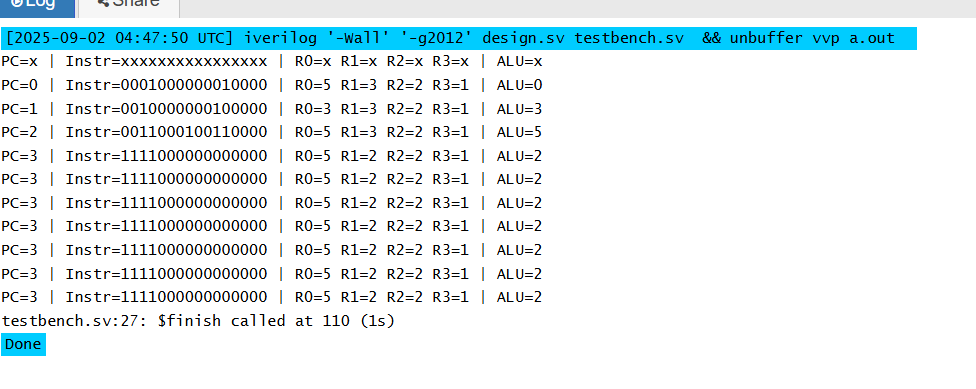 Log Share
[2025-09-02 04:47:50 UTC] iverilog '-Wall' '-g2012' design.sv testbench.sv && unbuffer vvp a.out
PC=x | Instr=xxxxxxxxxxxxxxxx | R0=x R1=x R2=x R3=x | ALU=x
PC=0 | Instr=0001000000010000 | R0=5 R1=3 R2=2 R3=1 | ALU=0
PC=1 | Instr=0010000000100000 | R0=3 R1=3 R2=2 R3=1 | ALU=3
PC=2 | Instr=0011000100110000 | R0=5 R1=3 R2=2 R3=1 | ALU=5
PC=3 | Instr=1111000000000000 | R0=5 R1=2 R2=2 R3=1 | ALU=2
PC=3 | Instr=1111000000000000 | R0=5 R1=2 R2=2 R3=1 | ALU=2
PC=3 | Instr=1111000000000000 | R0=5 R1=2 R2=2 R3=1 | ALU=2
PC=3 | Instr=1111000000000000 | R0=5 R1=2 R2=2 R3=1 | ALU=2
PC=3 | Instr=1111000000000000 | R0=5 R1=2 R2=2 R3=1 | ALU=2
PC=3 | Instr=1111000000000000 | R0=5 R1=2 R2=2 R3=1 | ALU=2
PC=3 | Instr=1111000000000000 | R0=5 R1=2 R2=2 R3=1 | ALU=2
testbench.sv:27: $finish called at 110 (1s)
Done